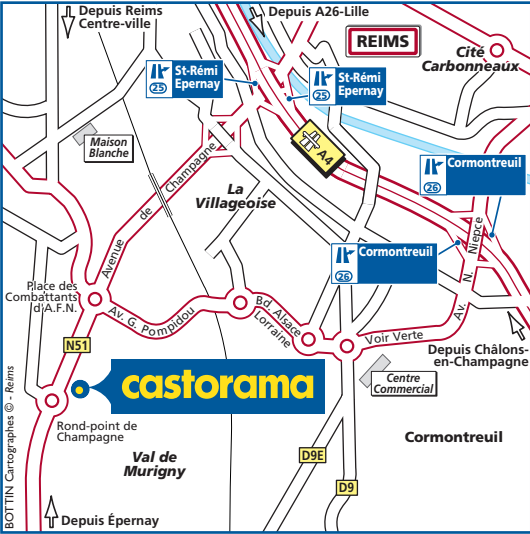 Depuis Reims
Centre-ville
Depuis A26-Lille
REIMS
Cité
Carbonneaux
St-Rémi
Epernay
25
St-Rémi
Epernay
25
Maison
Blanche
A4
Cormontreuil
26
La
Villageoise
Avenue de Champagne
Cormontreuil
26
Av. N. Niepce
Place des
Combattants
d'A.F.N.
Av. G. Pompidou
Bd. Alsace
Lorraine
Voir Verte
Depuis Châlons-
en-Champagne
N51
castorama
Centre
Commercial
Rond-point de
Champagne
Val de
Murigny
Cormontreuil
D9E
D9
Depuis Épernay
BOTTIN Cartographes © - Reims